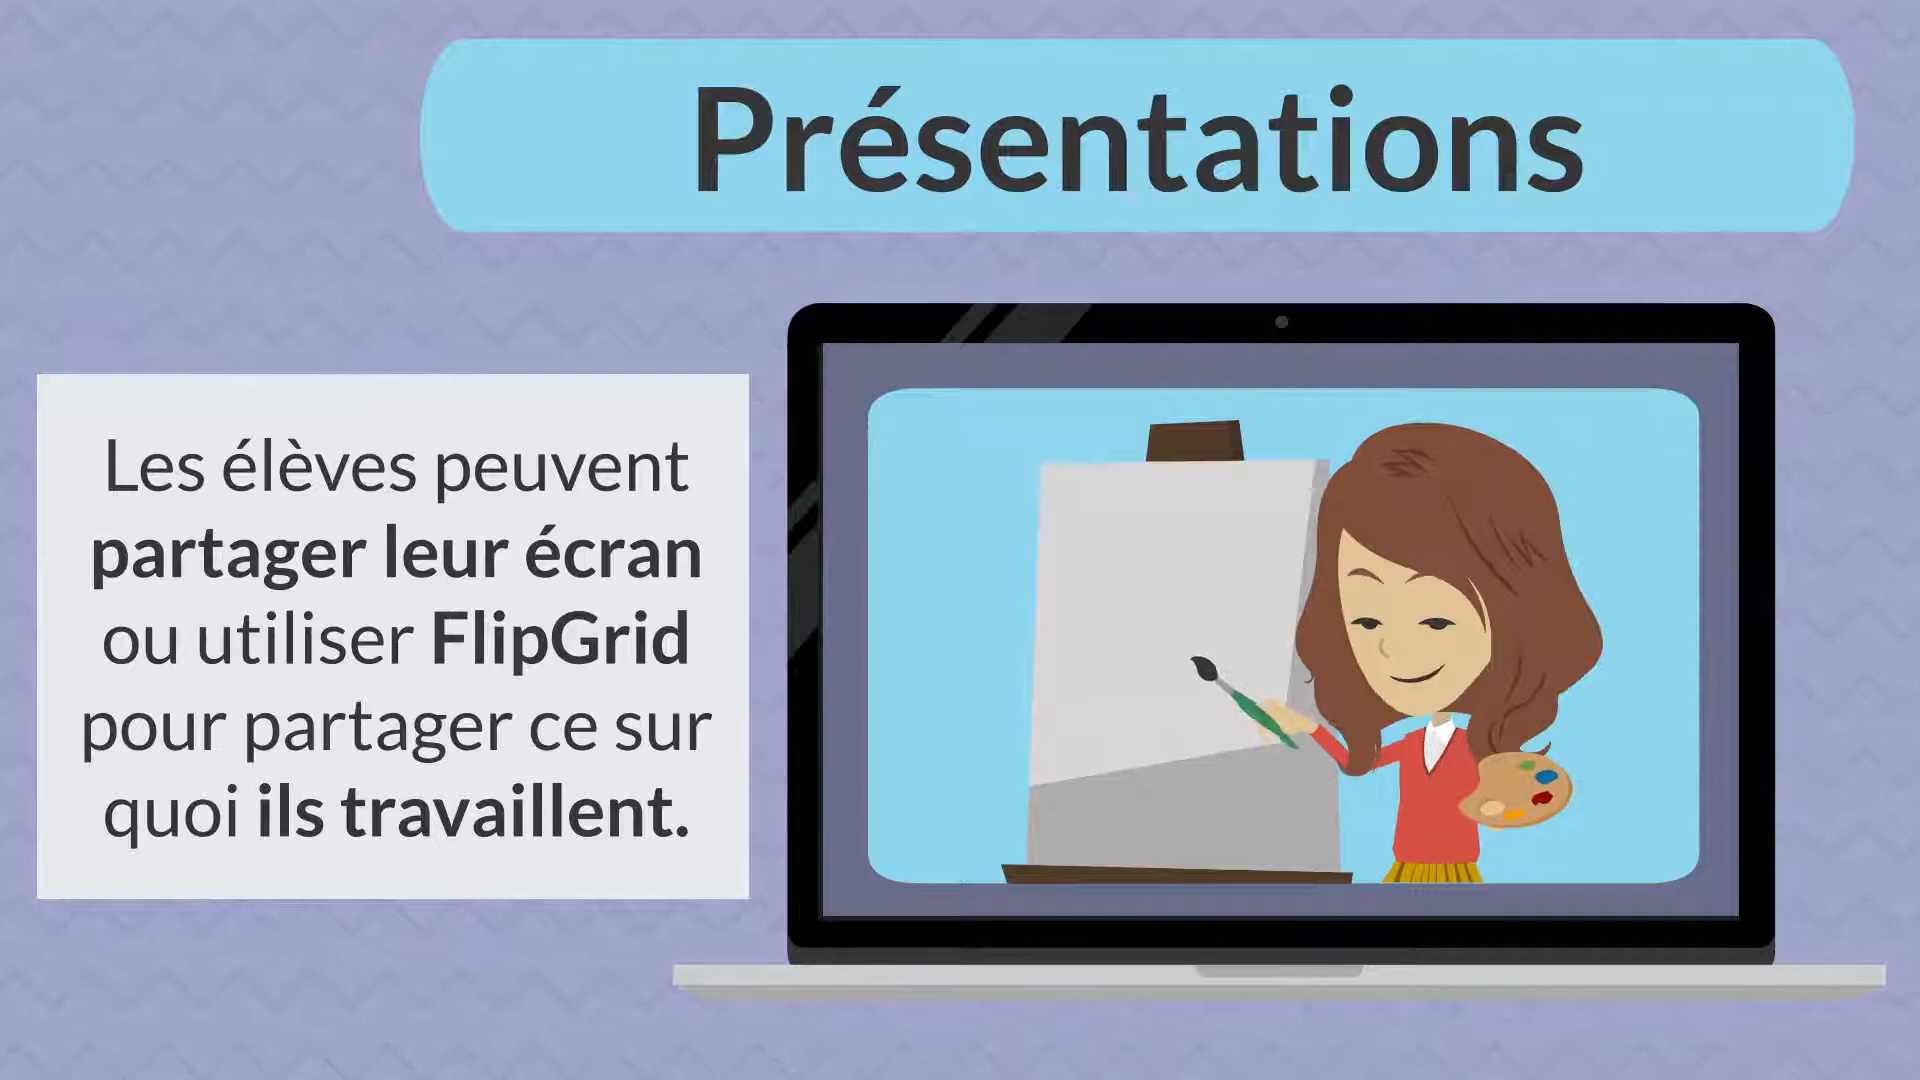 Présentations
Les élèves peuvent
partager leur écran
ou utiliser FlipGrid
pour partager ce sur
quoi ils travaillent.